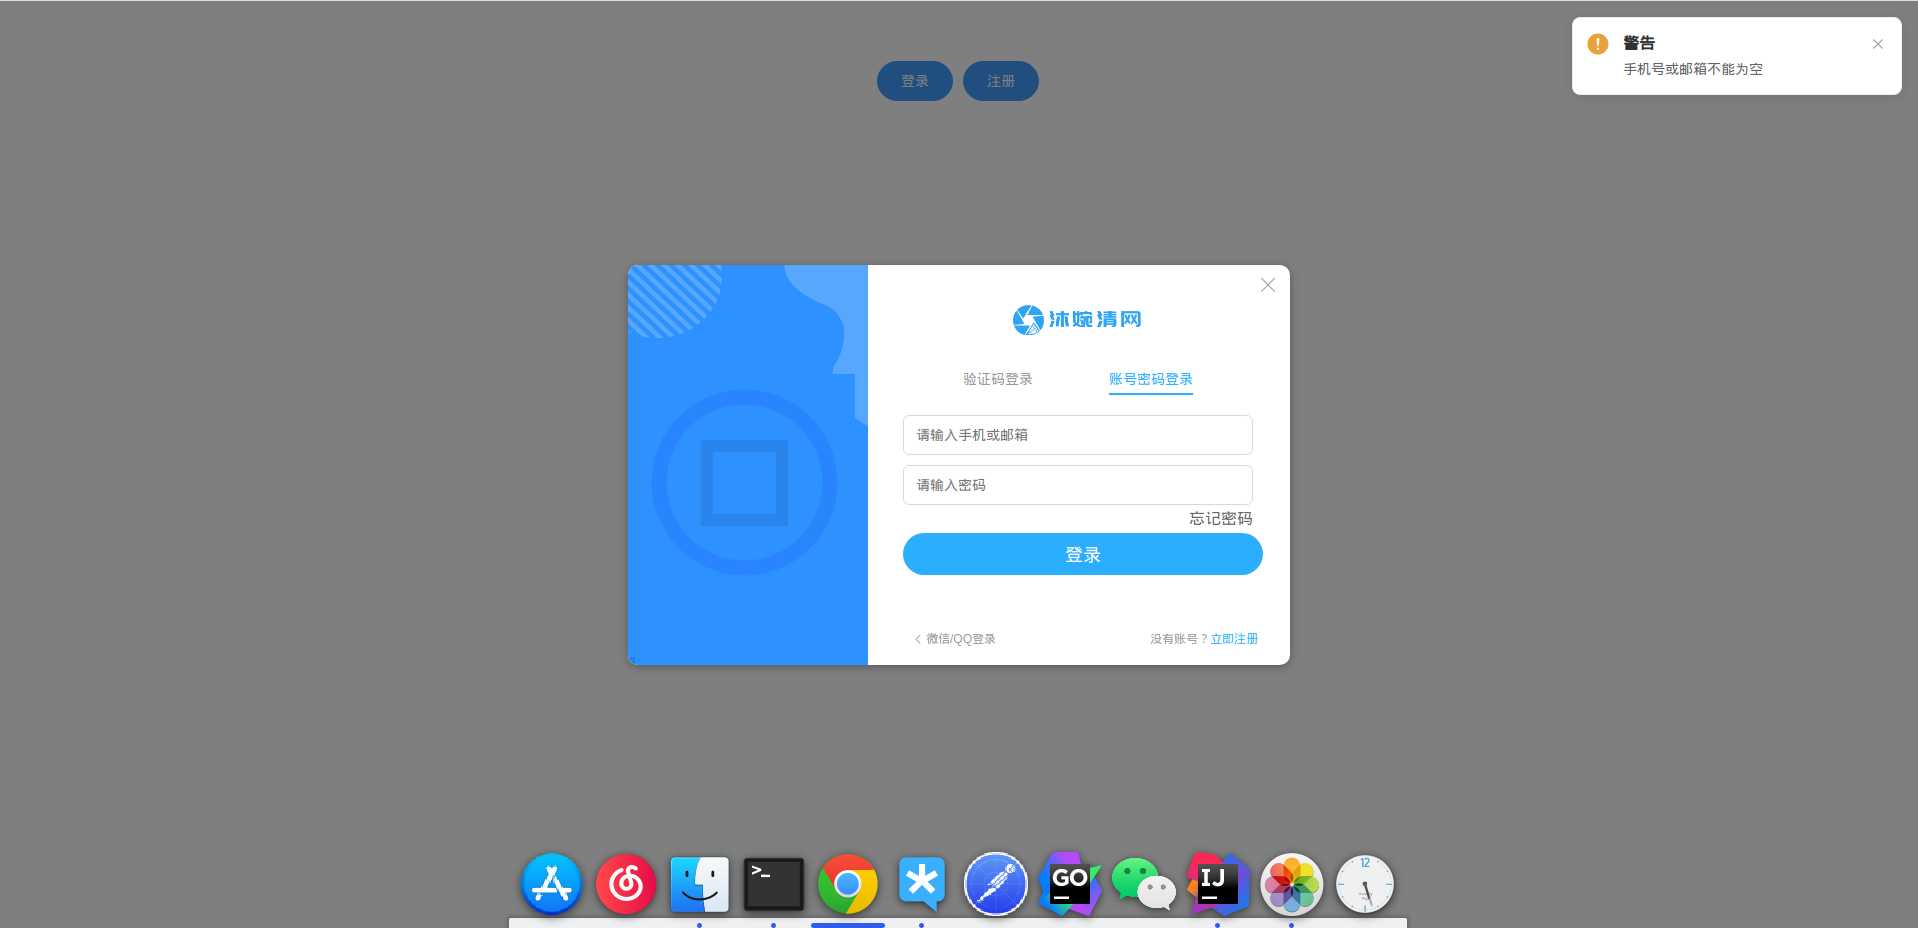 登录
注册
警告
手机号或邮箱不能为空
沐婉清网
验证码登录
账号密码登录
请输入手机或邮箱
请输入密码
忘记密码
登录
微信/QQ登录
没有账号？立即注册
>_
GO
IJ
12